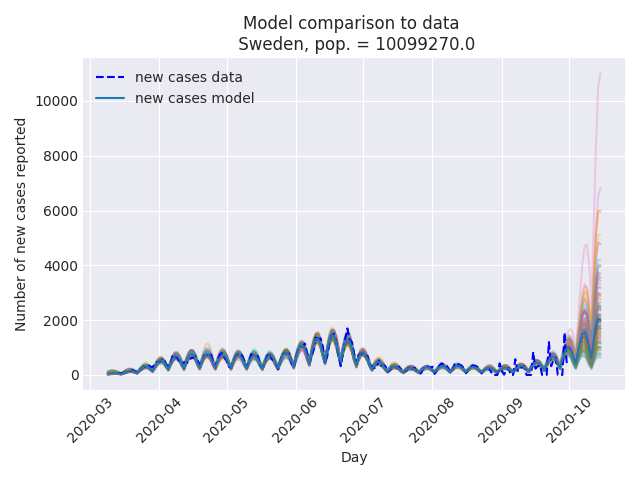 Model comparison to data
Sweden, pop. = 10099270.0
new cases data
new cases model
Number of new cases reported
10000
8000
6000
4000
2000
0
2020-03
2020-04
2020-05
2020-06
2020-07
2020-08
2020-09
2020-10
Day